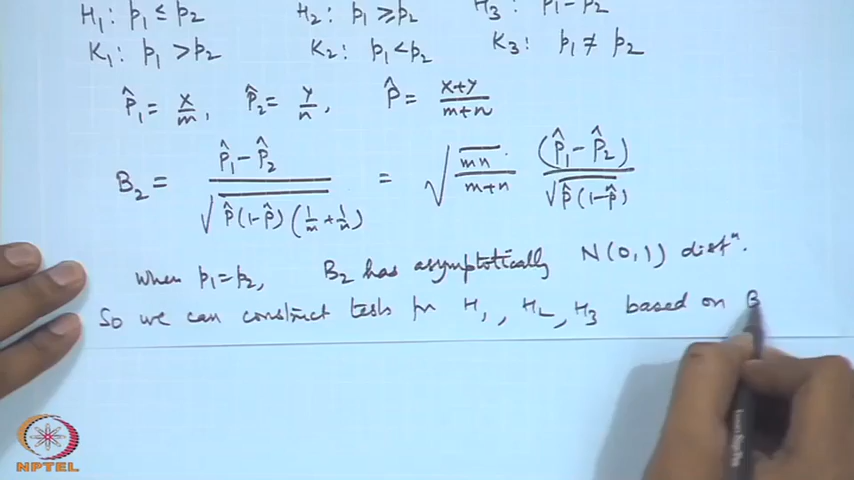 H₁: p₁ ≤ p₂ H₂: p₁ ≥ p₂ H₃: p₁ = p₂
K₁: p₁ > p₂ K₂: p₁ < p₂ K₃: p₁ ≠ p₂
p̂₁ = x/m, p̂₂ = y/n, p̂ = (x+y)/(m+n)
B₂ = (p̂₁ - p̂₂)/√(p̂(1-p̂)(1/m + 1/n)) = √(mn/(m+n)) (p̂₁ - p̂₂)/√(p̂(1-p̂))
when p₁ = p₂, B₂ has asymptotically N(0,1) distⁿ.
So we can construct tests for H₁, H₂, H₃ based on B
NPTEL